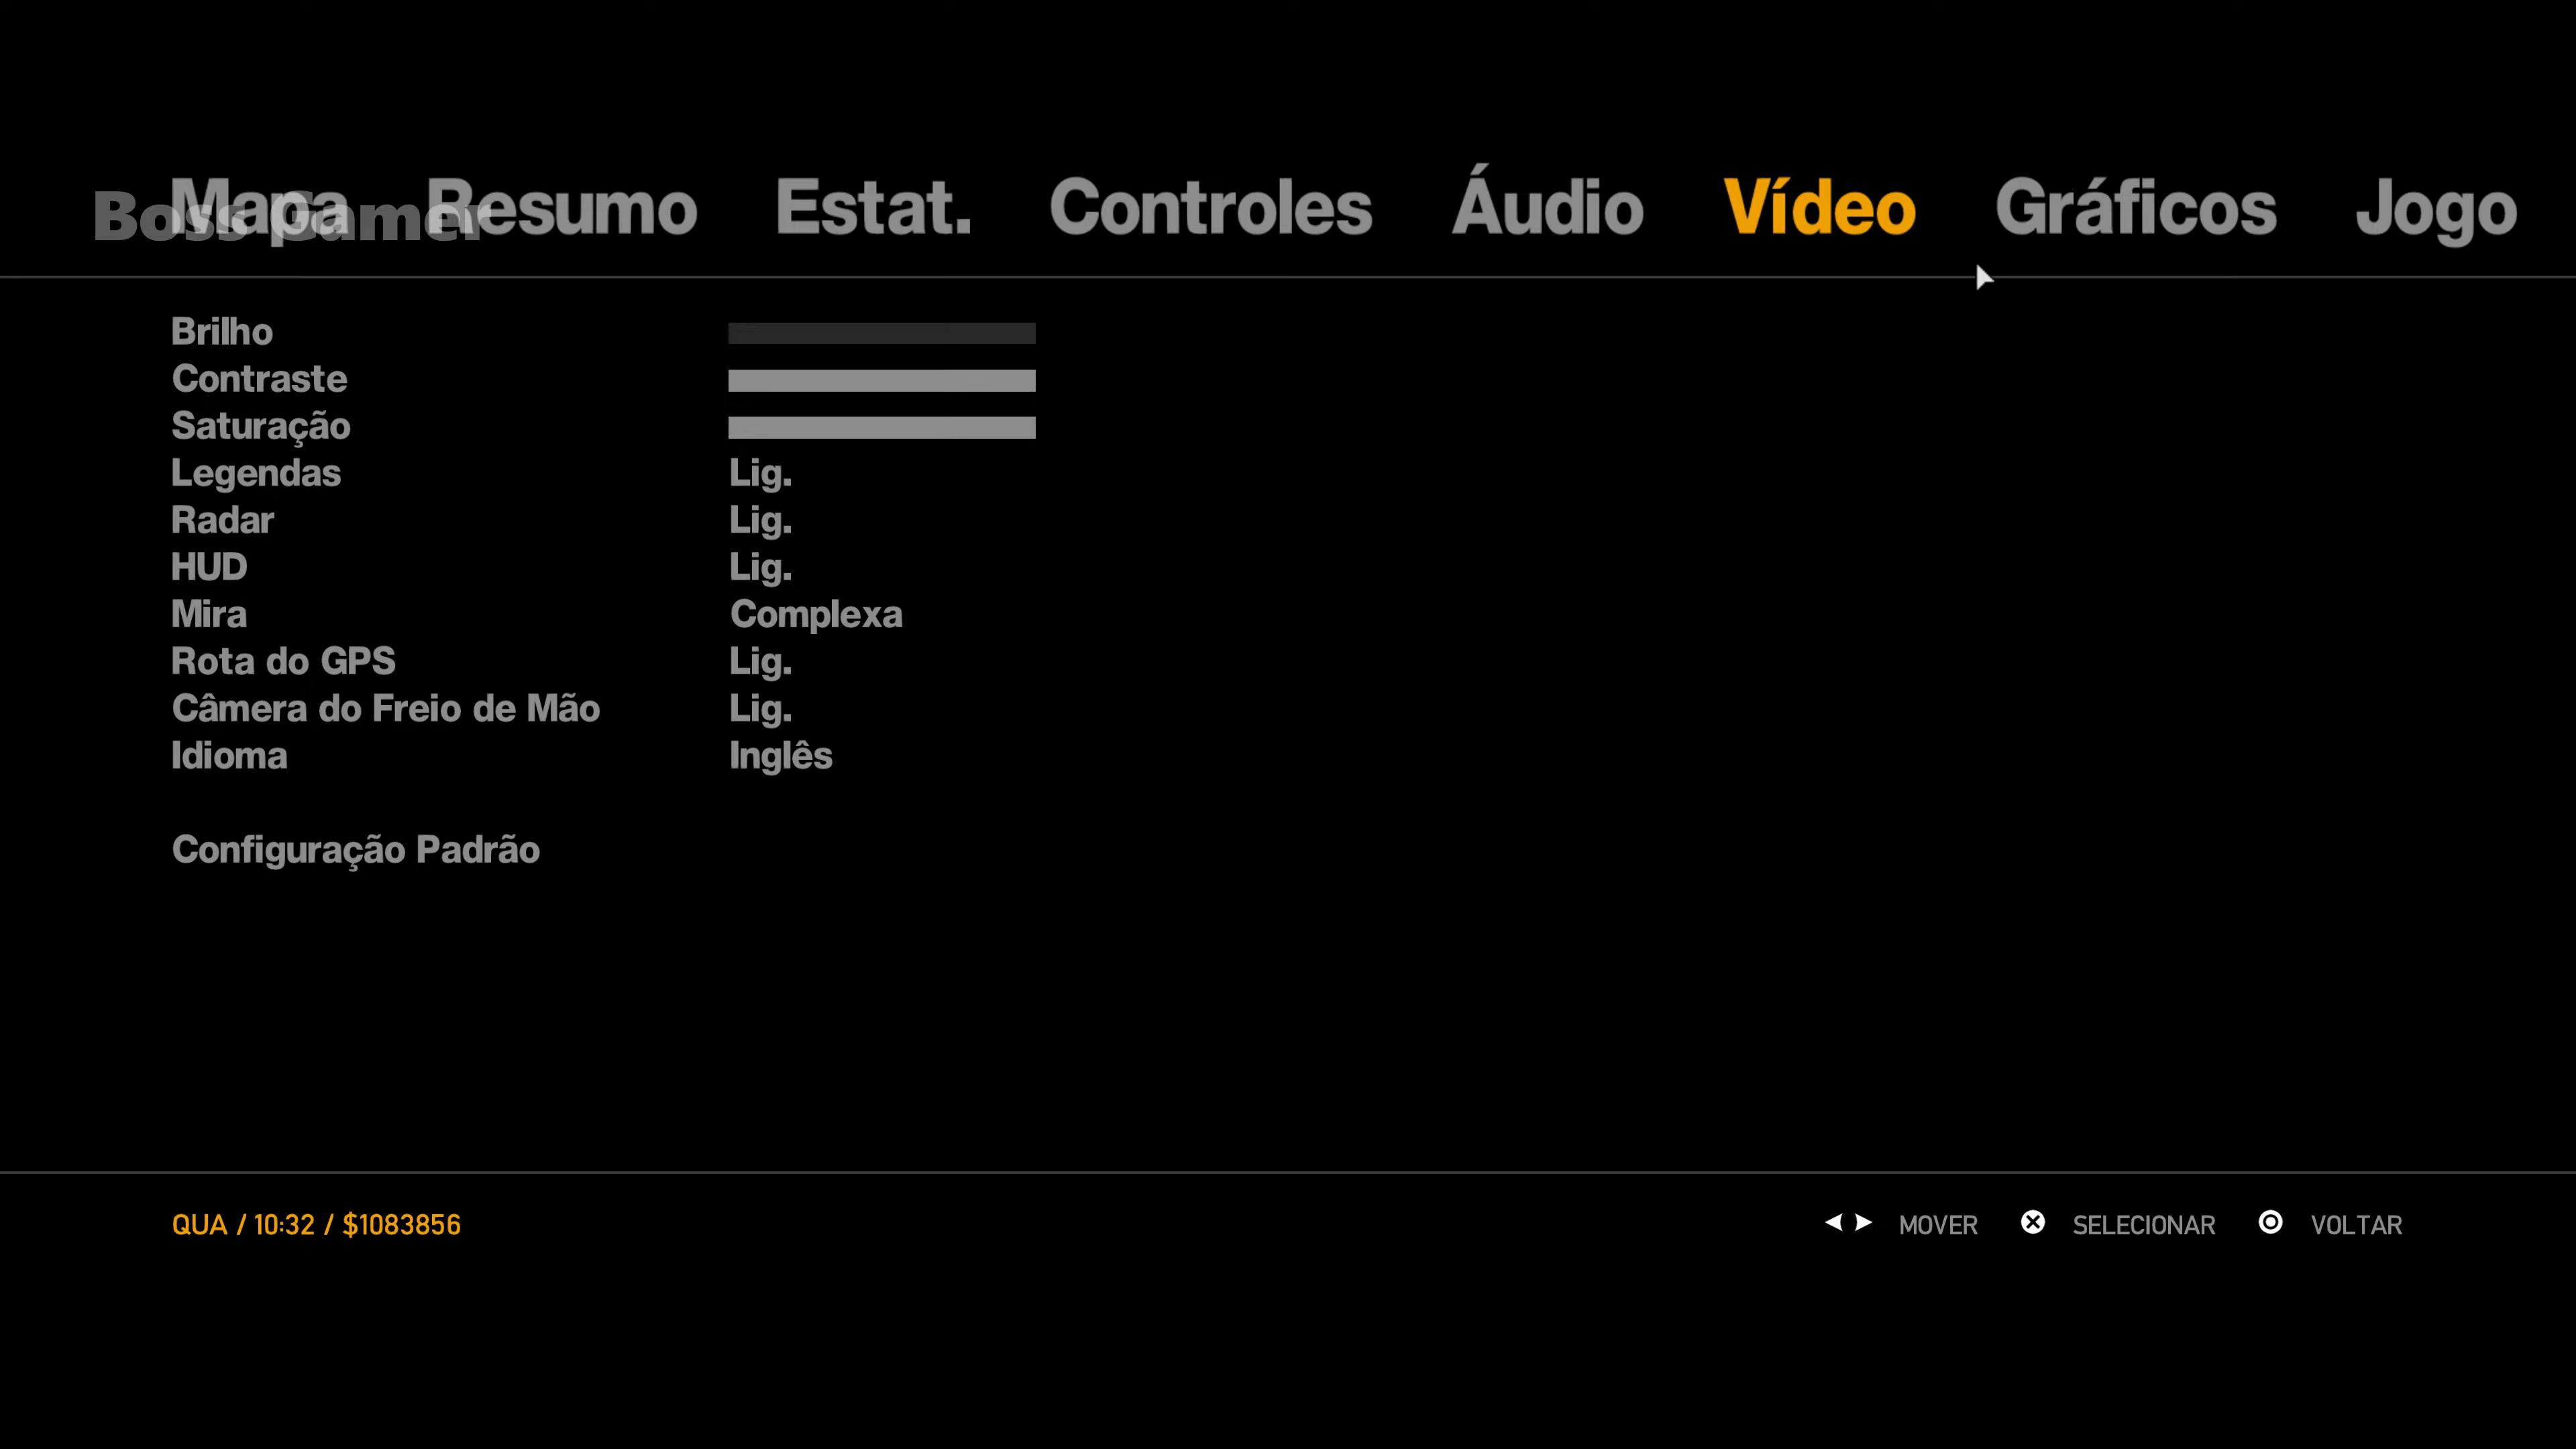 Boss Gamer
Mapa Resumo Estat. Controles Áudio Vídeo Gráficos Jogo
Brilho
Contraste
Saturação
Legendas Lig.
Radar Lig.
HUD Lig.
Mira Complexa
Rota do GPS Lig.
Câmera do Freio de Mão Lig.
Idioma Inglês
Configuração Padrão
QUA / 10:32 / $1083856 MOVER SELECIONAR VOLTAR